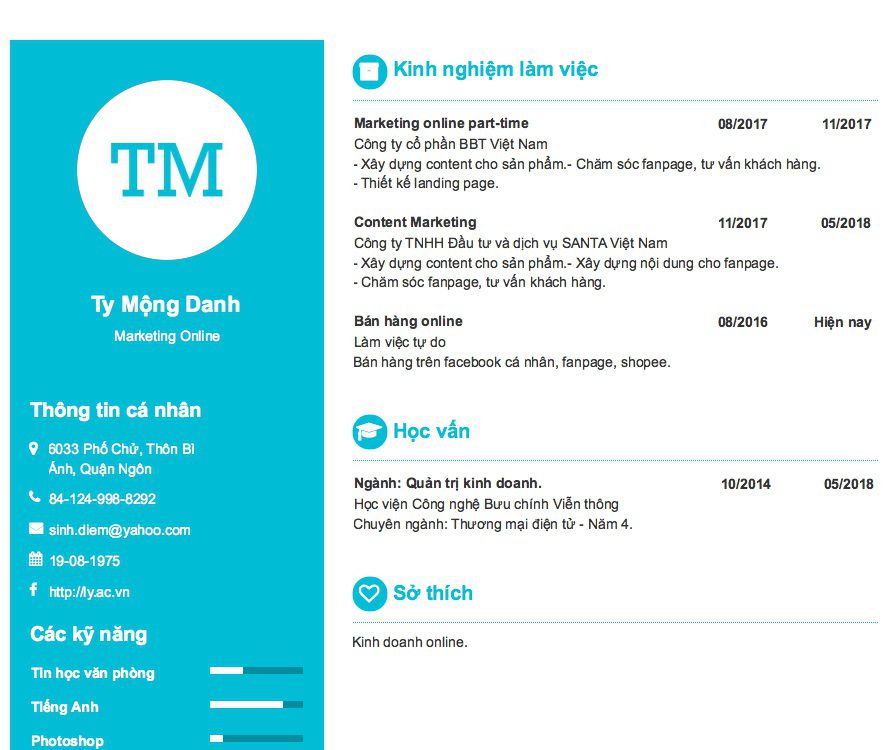 TM
Ty Mộng Danh
Marketing Online
Thông tin cá nhân
6033 Phố Chử, Thôn Bì
Ánh, Quận Ngôn
84-124-998-8292
sinh.diem@yahoo.com
19-08-1975
http://ly.ac.vn
Các kỹ năng
Tin học văn phòng
Tiếng Anh
Photoshop
Kinh nghiệm làm việc
Marketing online part-time 08/2017 11/2017
Công ty cổ phần BBT Việt Nam
- Xây dựng content cho sản phẩm.- Chăm sóc fanpage, tư vấn khách hàng.
- Thiết kế landing page.
Content Marketing 11/2017 05/2018
Công ty TNHH Đầu tư và dịch vụ SANTA Việt Nam
- Xây dựng content cho sản phẩm.- Xây dựng nội dung cho fanpage.
- Chăm sóc fanpage, tư vấn khách hàng.
Bán hàng online 08/2016 Hiện nay
Làm việc tự do
Bán hàng trên facebook cá nhân, fanpage, shopee.
Học vấn
Ngành: Quản trị kinh doanh. 10/2014 05/2018
Học viện Công nghệ Bưu chính Viễn thông
Chuyên ngành: Thương mại điện tử - Năm 4.
Sở thích
Kinh doanh online.